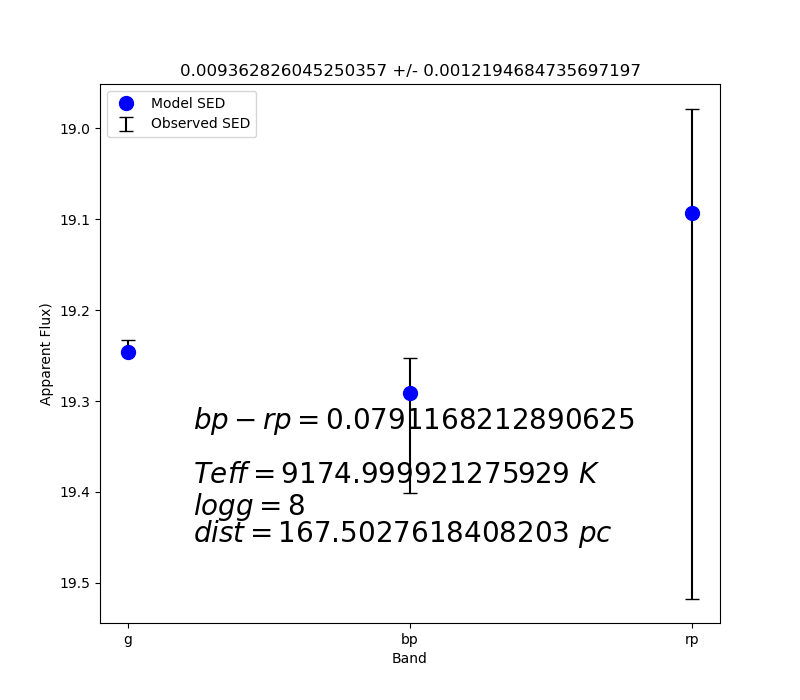 0.009362826045250357 +/- 0.0012194684735697197
Model SED
Observed SED
19.0
19.1
19.2
19.3
19.4
19.5
Apparent Flux)
bp − rp = 0.0791168212890625
Teff = 9174.999921275929 K
logg = 8
dist = 167.5027618408203 pc
g
bp
rp
Band